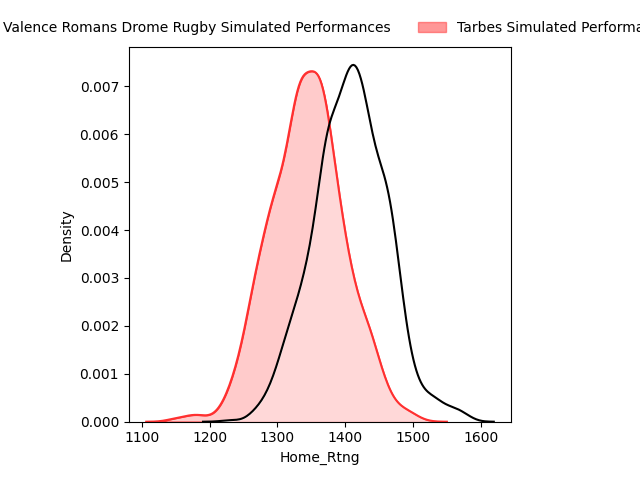 Valence Romans Drome Rugby Simulated Performances
Tarbes Simulated
0.007
0.006
0.005
0.004
0.003
0.002
0.001
0.000
Density
1100 1200 1300 1400 1500 1600
Home_Rtng